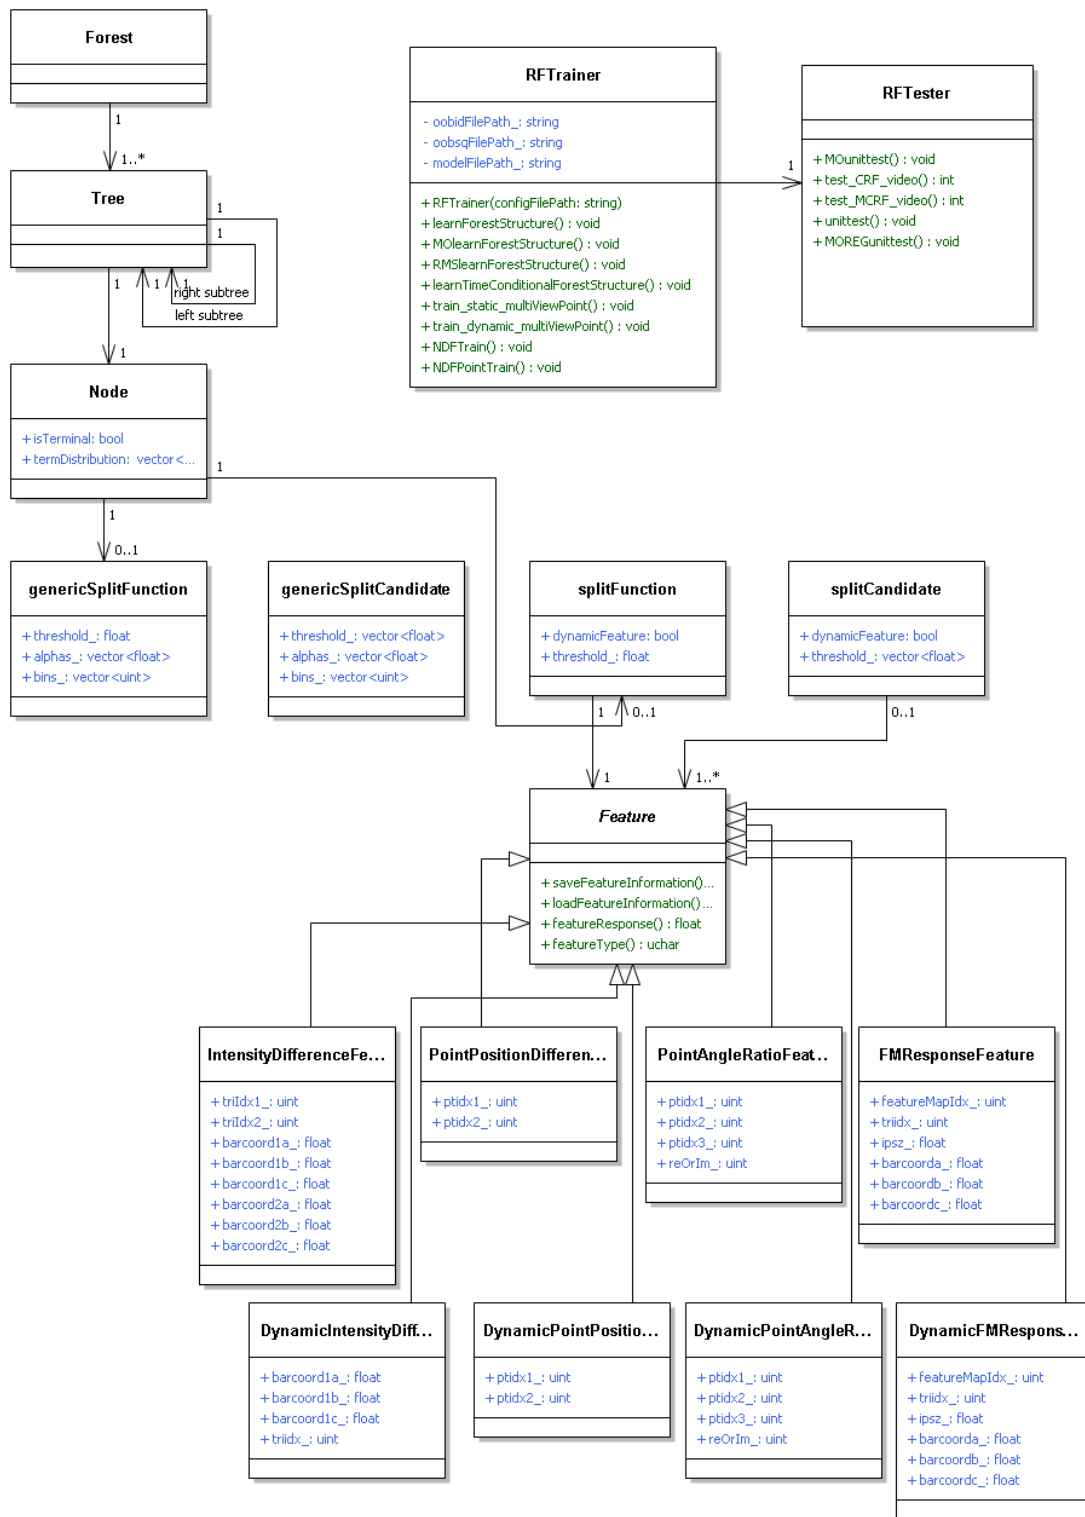 Forest
1
1..*
Tree
1
1
1
1
1
right subtree
left subtree
1
Node
+ isTerminal: bool
+ termDistribution: vector<...
1
1
0..1
RFTrainer
- oobidFilePath_: string
- oobsqFilePath_: string
- modelFilePath_: string
+ RFTrainer(configFilePath: string)
+ learnForestStructure() : void
+ MOlearnForestStructure() : void
+ RMSlearnForestStructure() : void
+ learnTimeConditionalForestStructure() : void
+ train_static_multiViewPoint() : void
+ train_dynamic_multiViewPoint() : void
+ NDFTrain() : void
+ NDFPointTrain() : void
1
RFTester
+ MOunittest() : void
+ test_CRF_video() : int
+ test_MCRF_video() : int
+ unittest() : void
+ MOREGunittest() : void
genericSplitFunction
+ threshold_: float
+ alphas_: vector<float>
+ bins_: vector<uint>
genericSplitCandidate
+ threshold_: vector<float>
+ alphas_: vector<float>
+ bins_: vector<uint>
splitFunction
+ dynamicFeature: bool
+ threshold_: float
splitCandidate
+ dynamicFeature: bool
+ threshold_: vector<float>
1
0..1
0..1
1
1..*
Feature
+ saveFeatureInformation()...
+ loadFeatureInformation()...
+ featureResponse() : float
+ featureType() : uchar
IntensityDifferenceFe...
+ triIdx1_: uint
+ triIdx2_: uint
+ barcoord1a_: float
+ barcoord1b_: float
+ barcoord1c_: float
+ barcoord2a_: float
+ barcoord2b_: float
+ barcoord2c_: float
PointPositionDifferen...
+ ptidx1_: uint
+ ptidx2_: uint
PointAngleRatioFeat...
+ ptidx1_: uint
+ ptidx2_: uint
+ ptidx3_: uint
+ reOrIm_: uint
FMResponseFeature
+ featureMapIdx_: uint
+ triidx_: uint
+ ipsz_: float
+ barcoorda_: float
+ barcoordb_: float
+ barcoordc_: float
DynamicIntensityDiff...
+ barcoord1a_: float
+ barcoord1b_: float
+ barcoord1c_: float
+ triidx_: uint
DynamicPointPositio...
+ ptidx1_: uint
+ ptidx2_: uint
DynamicPointAngleR...
+ ptidx1_: uint
+ ptidx2_: uint
+ ptidx3_: uint
+ reOrIm_: uint
DynamicFMRespons...
+ featureMapIdx_: uint
+ triidx_: uint
+ ipsz_: float
+ barcoorda_: float
+ barcoordb_: float
+ barcoordc_: float